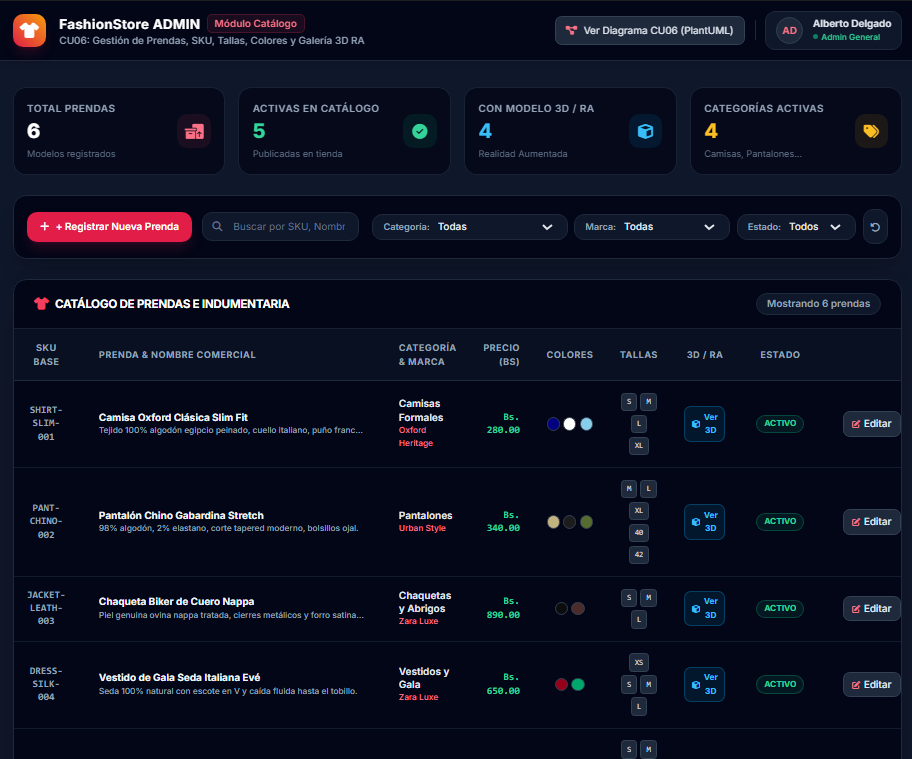 FashionStore ADMIN Módulo Catálogo
CU06: Gestión de Prendas, SKU, Tallas, Colores y Galería 3D RA
Ver Diagrama CU06 (PlantUML)
AD
Alberto Delgado
Admin General
TOTAL PRENDAS
6
Modelos registrados
ACTIVAS EN CATÁLOGO
5
Publicadas en tienda
CON MODELO 3D / RA
4
Realidad Aumentada
CATEGORÍAS ACTIVAS
4
Camisas, Pantalones...
+ + Registrar Nueva Prenda
Buscar por SKU, Nombr
Categoría: Todas
Marca: Todas
Estado: Todos
CATÁLOGO DE PRENDAS E INDUMENTARIA
Mostrando 6 prendas
SKU
BASE
PRENDA & NOMBRE COMERCIAL
CATEGORÍA
& MARCA
PRECIO
(BS)
COLORES
TALLAS
3D / RA
ESTADO
SHIRT-
SLIM-
001
Camisa Oxford Clásica Slim Fit
Tejido 100% algodón egipcio peinado, cuello italiano, puño franc...
Camisas
Formales
Oxford
Heritage
Bs.
280.00
S M
L
XL
Ver
3D
ACTIVO
Editar
PANT-
CHINO-
002
Pantalón Chino Gabardina Stretch
98% algodón, 2% elastano, corte tapered moderno, bolsillos ojal.
Pantalones
Urban Style
Bs.
340.00
M L
XL
40
42
Ver
3D
ACTIVO
Editar
JACKET-
LEATH-
003
Chaqueta Biker de Cuero Nappa
Piel genuina ovina nappa tratada, cierres metálicos y forro satina...
Chaquetas
y Abrigos
Zara Luxe
Bs.
890.00
S M
L
Ver
3D
ACTIVO
Editar
DRESS-
SILK-
004
Vestido de Gala Seda Italiana Evé
Seda 100% natural con escote en V y caída fluida hasta el tobillo.
Vestidos y
Gala
Zara Luxe
Bs.
650.00
XS
S M
L
Ver
3D
ACTIVO
Editar
S M